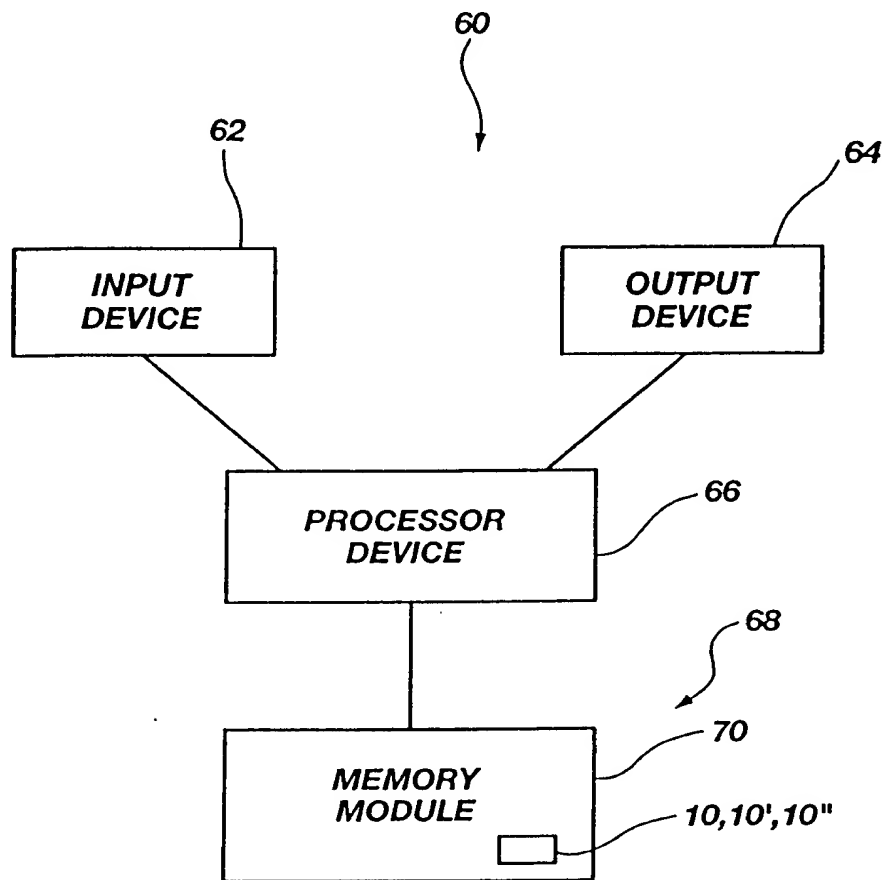 60
62
64
INPUT
DEVICE
OUTPUT
DEVICE
66
PROCESSOR
DEVICE
68
70
MEMORY
MODULE
10,10',10"